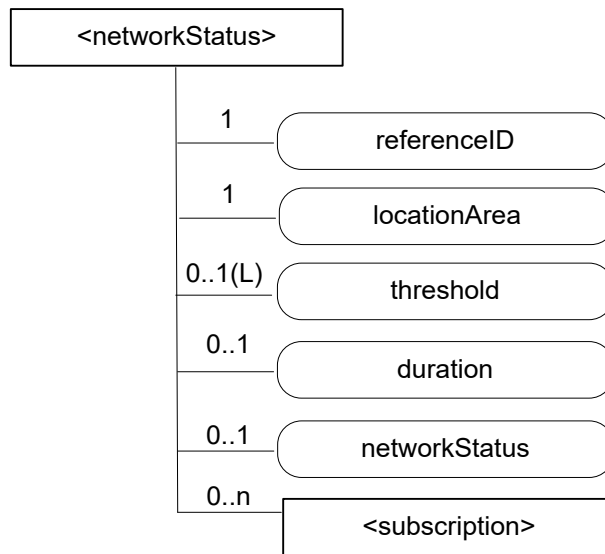 <networkStatus>
1
referenceID
1
locationArea
0..1(L)
threshold
0..1
duration
0..1
networkStatus
0..n
<subscription>